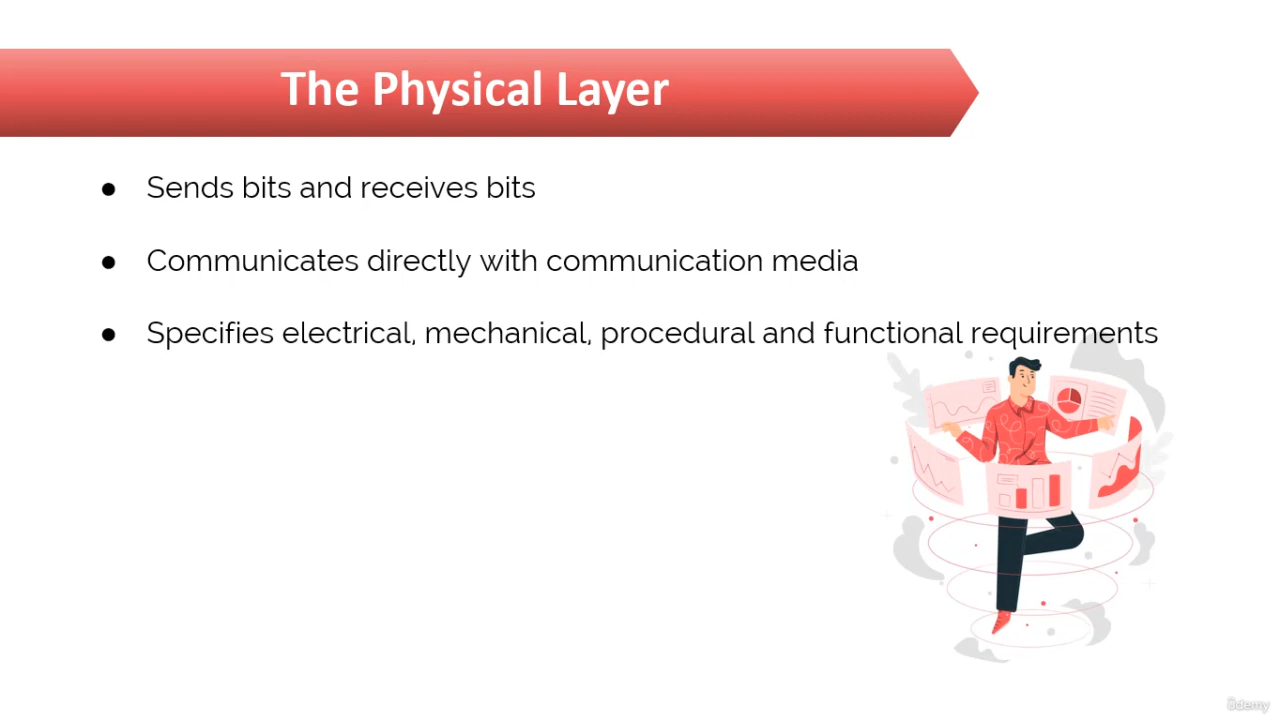 The Physical Layer
● Sends bits and receives bits
● Communicates directly with communication media
● Specifies electrical, mechanical, procedural and functional requirements
ûdemy